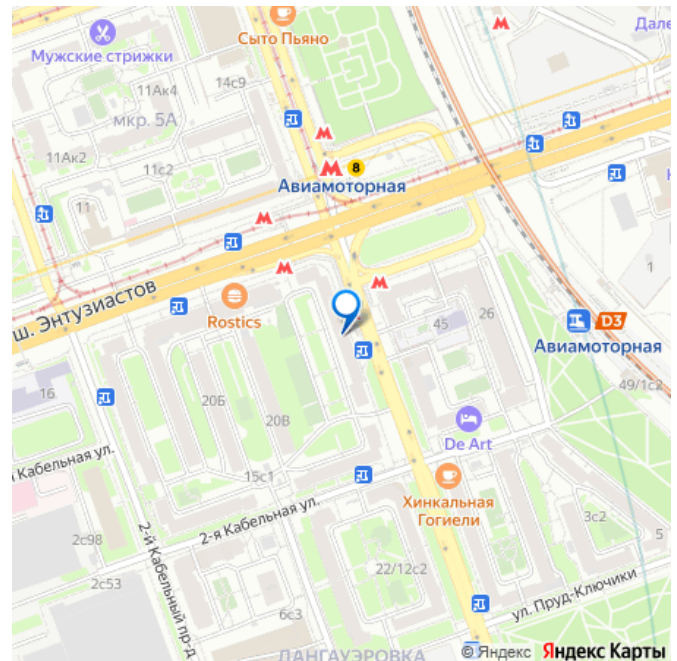 Сыто Пьяно
Дале
Мужские стрижки
14с9
11Ак4
мкр. 5А
11Ак2
11с2
8
Авиамоторная
11
1
ш. Энтузиастов
Rostics
45
26
D3
Авиамоторная
49/1с2
16
20Б
20В
De Art
я Кабельная ул.
15с1
Хинкальная
Гогиели
2-я Кабельная ул.
3с2
5
2с98
2-й Кабельный пр-д
22/12с2
2с53
ул. Пруд-Ключики
6с3
ЛАНГАУЭРОВКА
© Яндекс Яндекс Карты